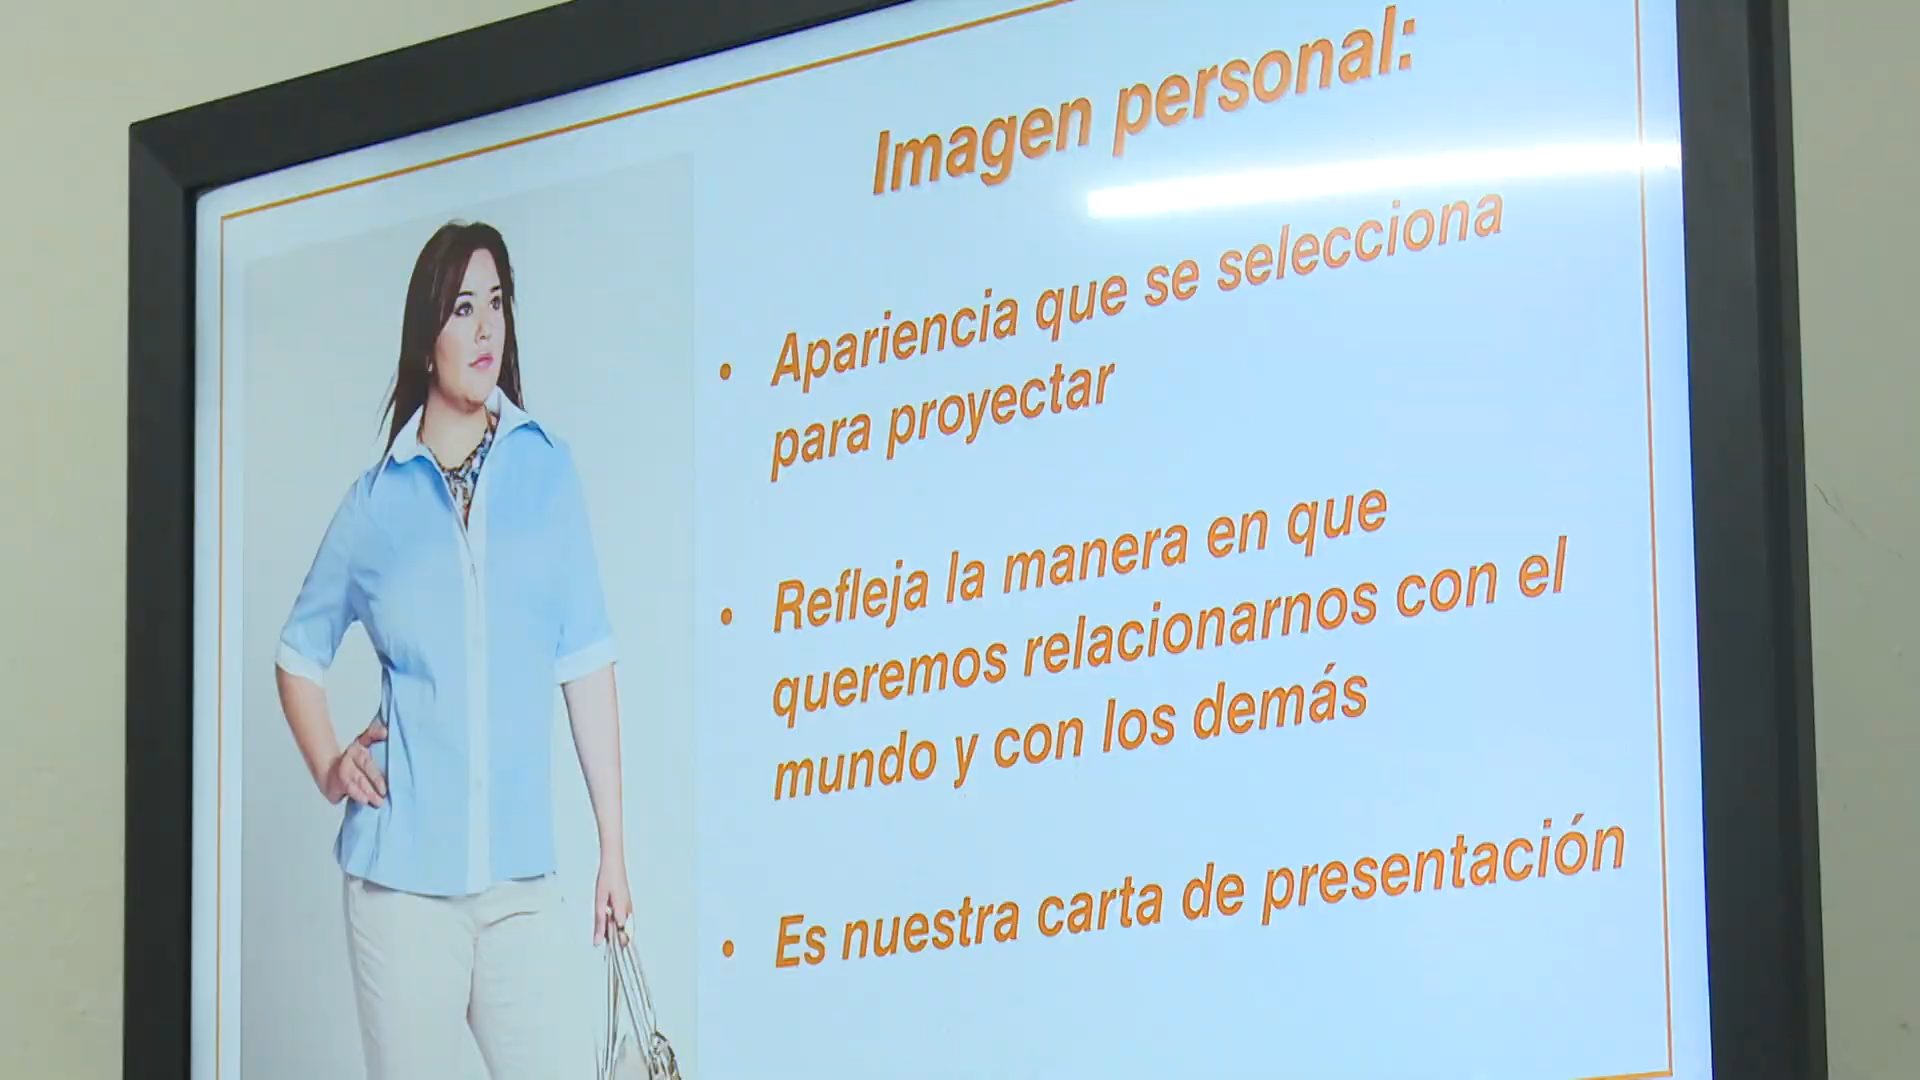 Imagen personal:
• Apariencia que se selecciona
para proyectar
• Refleja la manera en que
queremos relacionarnos con el
mundo y con los demás
• Es nuestra carta de presentación